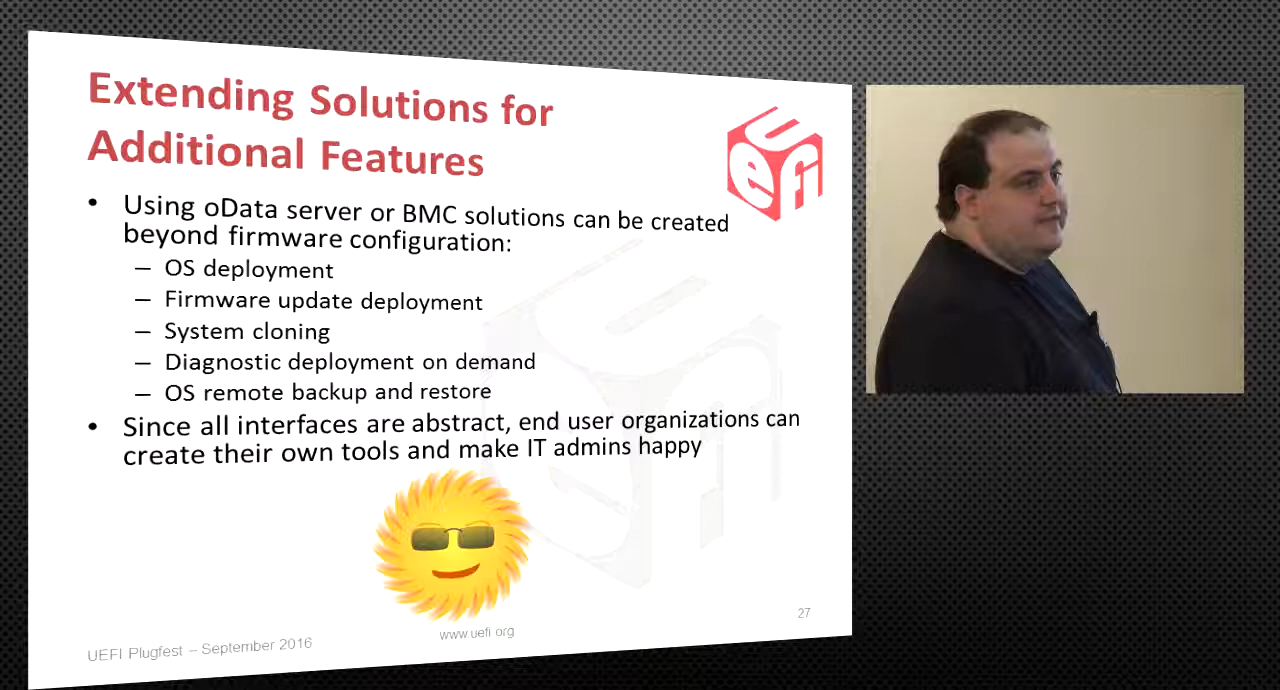 Extending Solutions for
Additional Features
uefi
• Using oData server or BMC solutions can be created
beyond firmware configuration:
– OS deployment
– Firmware update deployment
– System cloning
– Diagnostic deployment on demand
– OS remote backup and restore
• Since all interfaces are abstract, end user organizations can
create their own tools and make IT admins happy
UEFI Plugfest – September 2016
www.uefi.org
27